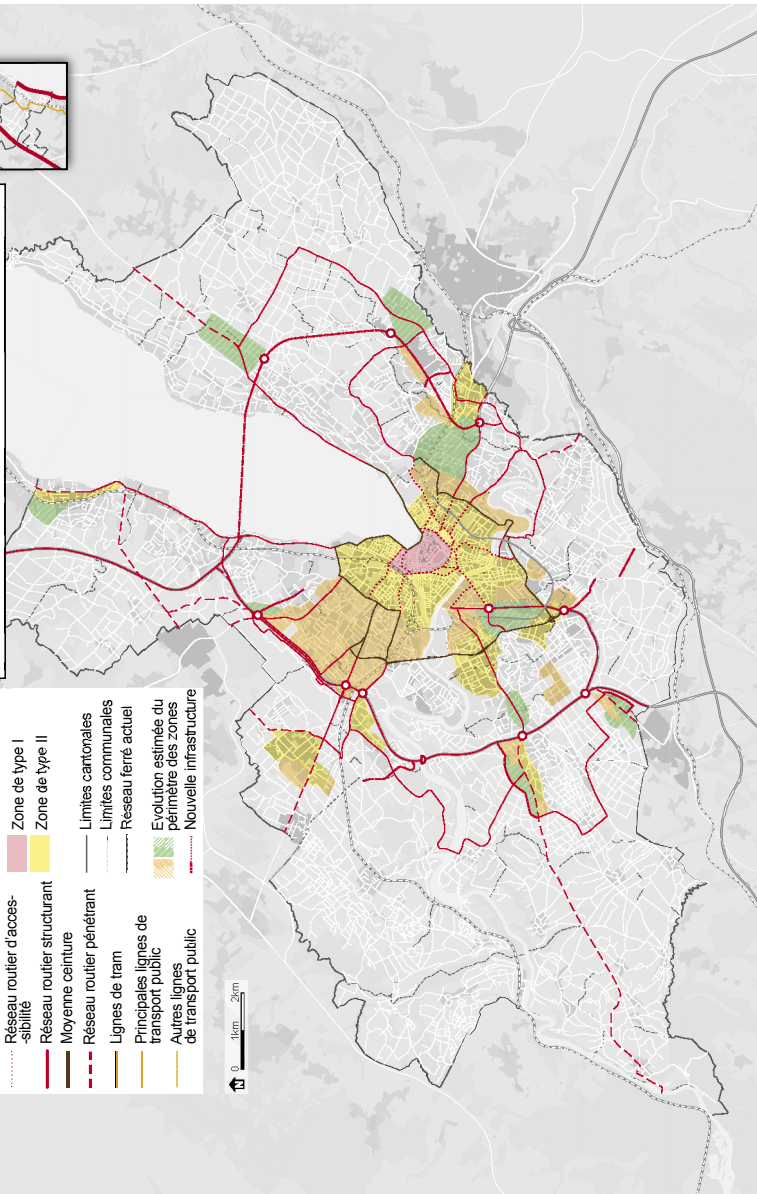 Réseau routier d'acces-
-sibilité
Réseau routier structurant
Moyenne ceinture
Réseau routier pénétrant
Lignes de tram
Principales lignes de
transport public
Autres lignes
de transport public
Zone de type I
Zone de type II
Limites cantonales
Limites communales
Réseau ferré actuel
Evolution estimée du
périmètre des zones
Nouvelle infrastructure
N
0 1km 2km